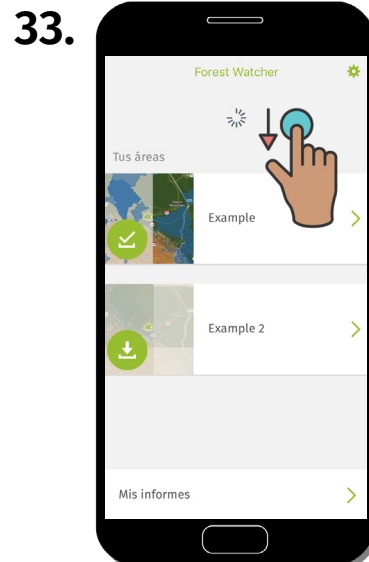 33.
Forest Watcher
Tus áreas
Example
Example 2
Mis informes